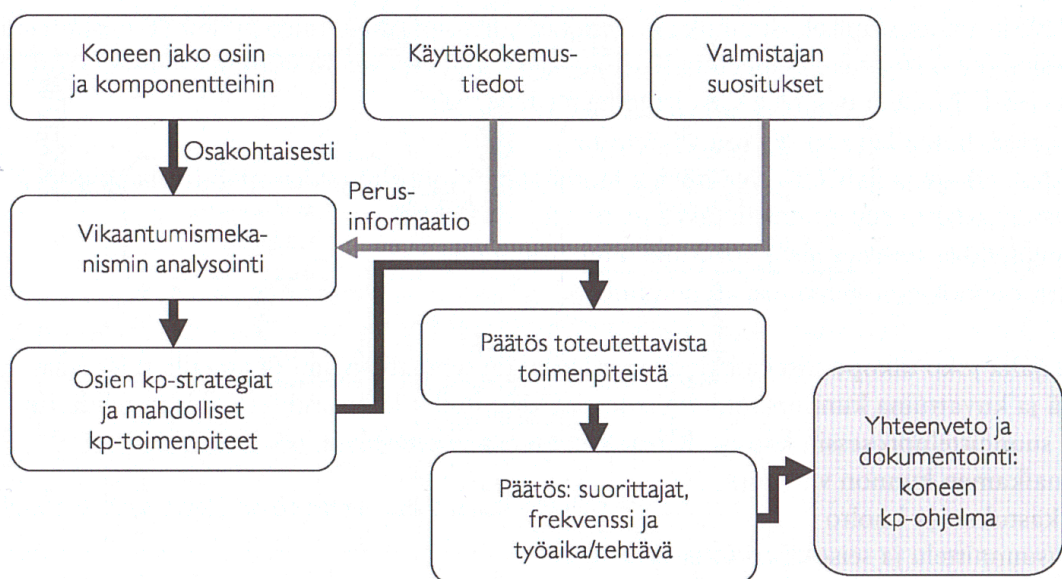 Koneen jako osiin
ja komponentteihin
Käyttökokemus-
tiedot
Valmistajan
suositukset
Osakohtaisesti
Perus-
informaatio
Vikaantumismeka-
nismin analysointi
Päätös toteutettavista
toimenpiteistä
Osien kp-strategiat
ja mahdolliset
kp-toimenpiteet
Päätös: suorittajat,
frekvenssi ja
työaika/tehtävä
Yhteenveto ja
dokumentointi:
koneen
kp-ohjelma